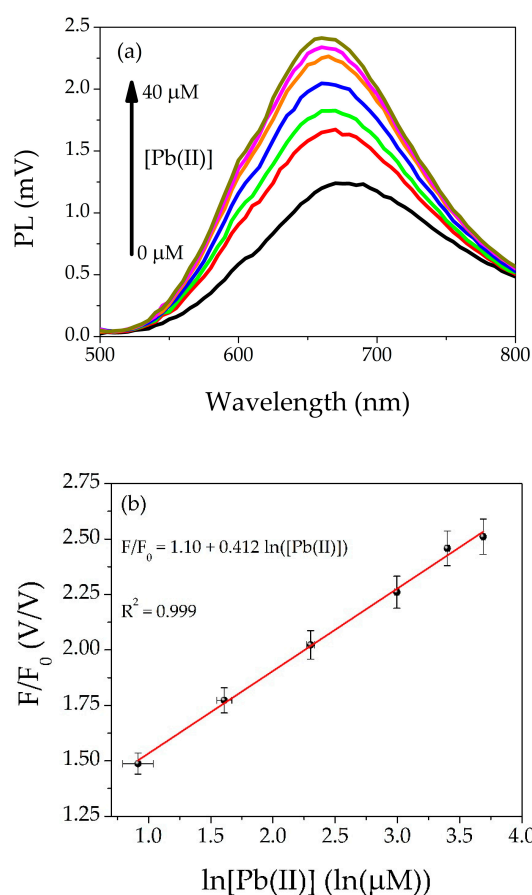 (a)
40 μM
[Pb(II)]
0 μM
PL (mV)
2.5
2.0
1.5
1.0
0.5
0.0
500 600 700 800
Wavelength (nm)
(b)
F/F₀ = 1.10 + 0.412 ln([Pb(II)])
R² = 0.999
F/F₀ (V/V)
2.75
2.50
2.25
2.00
1.75
1.50
1.25
1.0 1.5 2.0 2.5 3.0 3.5 4.0
ln[Pb(II)] (ln(μM))